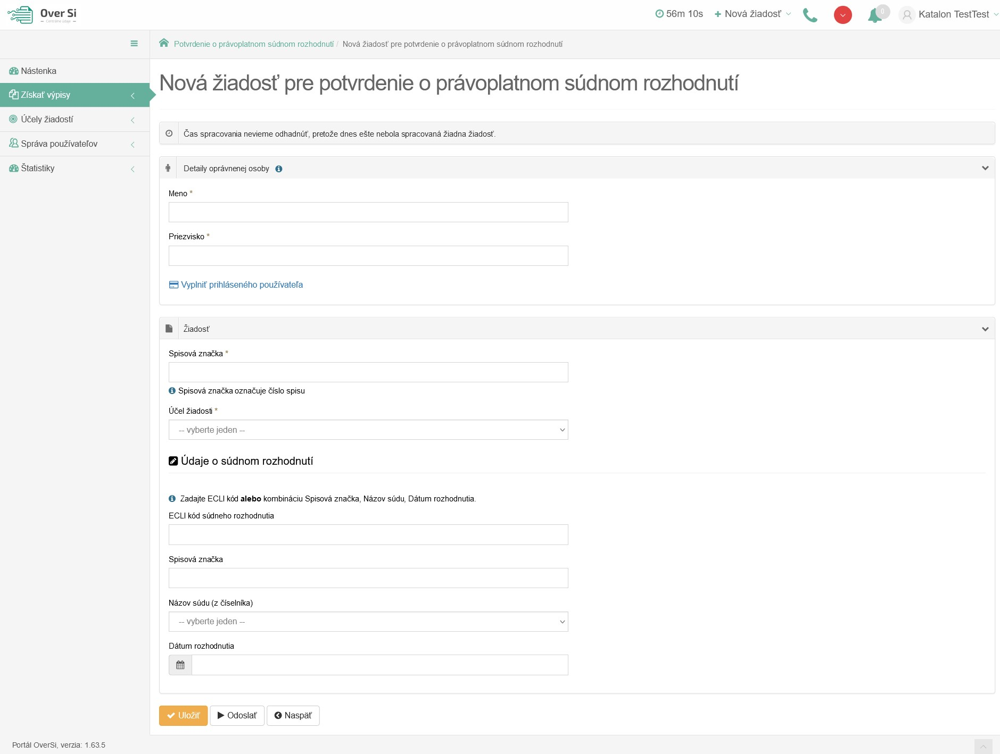 Over Si
Centrálne údaje
56m 10s
Nová žiadosť
0
Katalon TestTest
Potvrdenie o právoplatnom súdnom rozhodnutí / Nová žiadosť pre potvrdenie o právoplatnom súdnom rozhodnutí
Nástenka
Získať výpisy
Účely žiadostí
Správa používateľov
Štatistiky
Nová žiadosť pre potvrdenie o právoplatnom súdnom rozhodnutí
Čas spracovania nevieme odhadnúť, pretože dnes ešte nebola spracovaná žiadna žiadosť.
Detaily oprávnenej osoby
Meno *
Priezvisko *
Vyplniť prihláseného používateľa
Žiadosť
Spisová značka *
Spisová značka označuje číslo spisu
Účel žiadosti *
-- vyberte jeden --
Údaje o súdnom rozhodnutí
Zadajte ECLI kód alebo kombináciu Spisová značka, Názov súdu, Dátum rozhodnutia.
ECLI kód súdneho rozhodnutia
Spisová značka
Názov súdu (z číselníka)
-- vyberte jeden --
Dátum rozhodnutia
Uložiť
Odoslať
Naspäť
Portál OverSi, verzia: 1.63.5